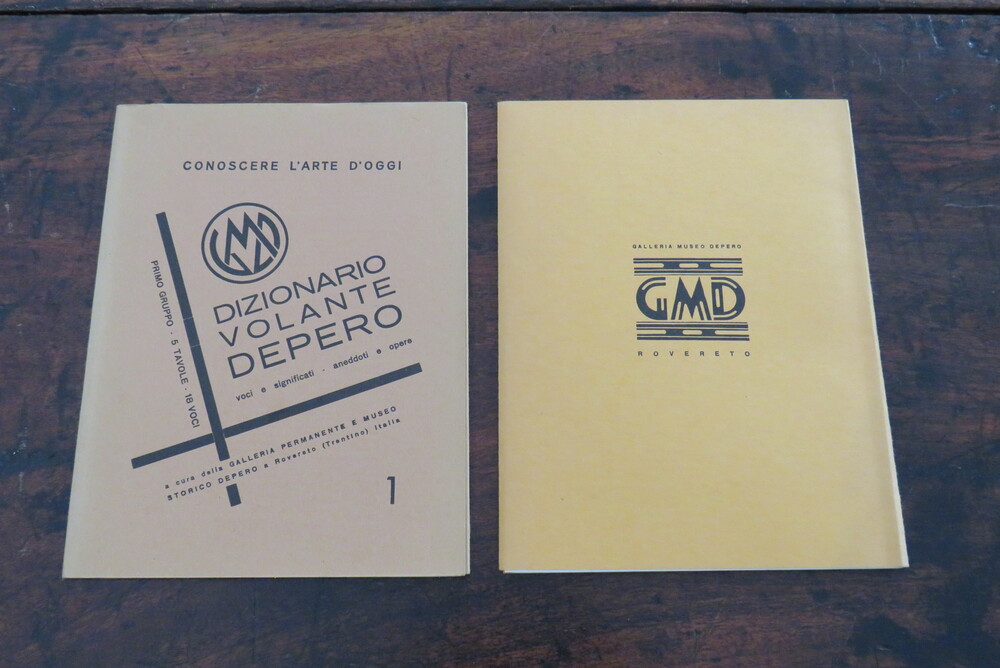 CONOSCERE L'ARTE D'OGGI
GMD
DIZIONARIO
VOLANTE
DEPERO
voci e significati - aneddoti e opere
PRIMO GRUPPO - 5 TAVOLE - 18 VOCI
a cura della GALLERIA PERMANENTE E MUSEO
STORICO DEPERO a Rovereto (Trentino) Italia
1
GALLERIA MUSEO DEPERO
GMD
ROVERETO